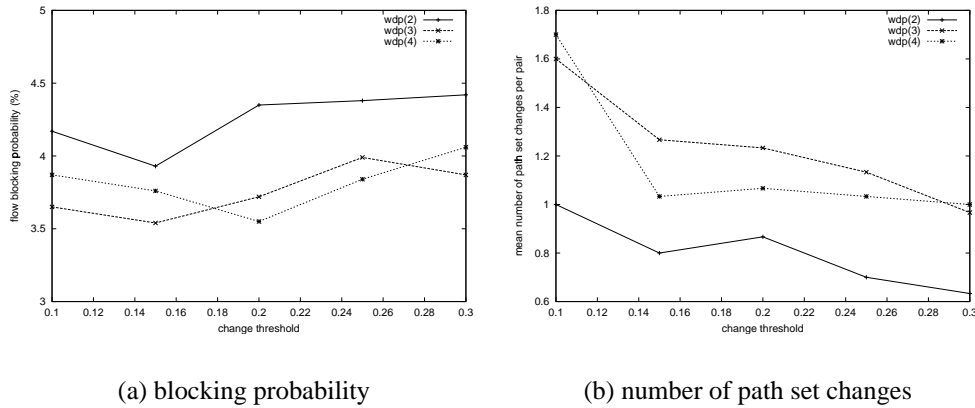 5
4.5
4
3.5
3
flow blocking probability (%)
wdp(2)
wdp(3)
wdp(4)
0.1 0.12 0.14 0.16 0.18 0.2 0.22 0.24 0.26 0.28 0.3
change threshold
(a) blocking probability
1.8
1.6
1.4
1.2
1
0.8
0.6
mean number of path set changes per pair
wdp(2)
wdp(3)
wdp(4)
0.1 0.12 0.14 0.16 0.18 0.2 0.22 0.24 0.26 0.28 0.3
change threshold
(b) number of path set changes